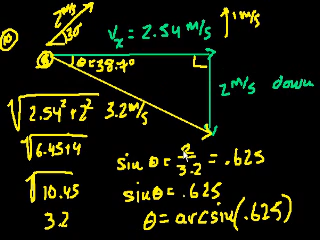 10
2 m/s
30°
Vx = 2.54 m/s
1 m/s
θ = 38.7°
2 m/s down
√2.54² + 2² 3.2 m/s
√6.45+4
√10.45
3.2
sin θ = 2/3.2 = .625
sin θ = .625
θ = arcsin(.625)